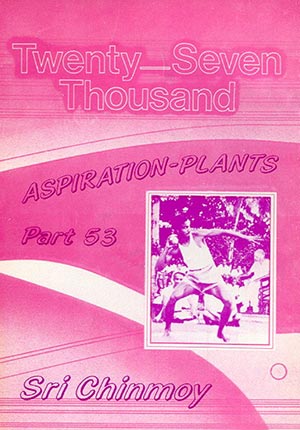 Twenty—Seven
Thousand
ASPIRATION-PLANTS
Part 53
Sri Chinmoy